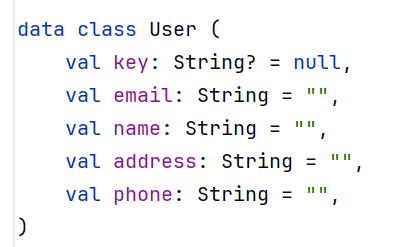 data class User (
    val key: String? = null,
    val email: String = "",
    val name: String = "",
    val address: String = "",
    val phone: String = "",
)